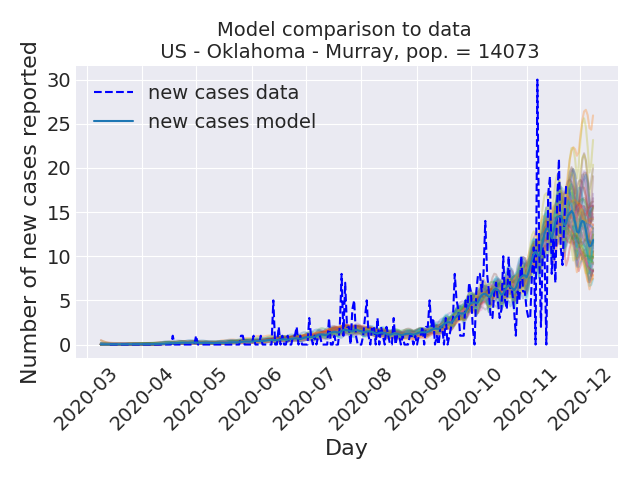 Model comparison to data
US - Oklahoma - Murray, pop. = 14073
Number of new cases reported
30
25
20
15
10
5
0
new cases data
new cases model
2020-03
2020-04
2020-05
2020-06
2020-07
2020-08
2020-09
2020-10
2020-11
2020-12
Day